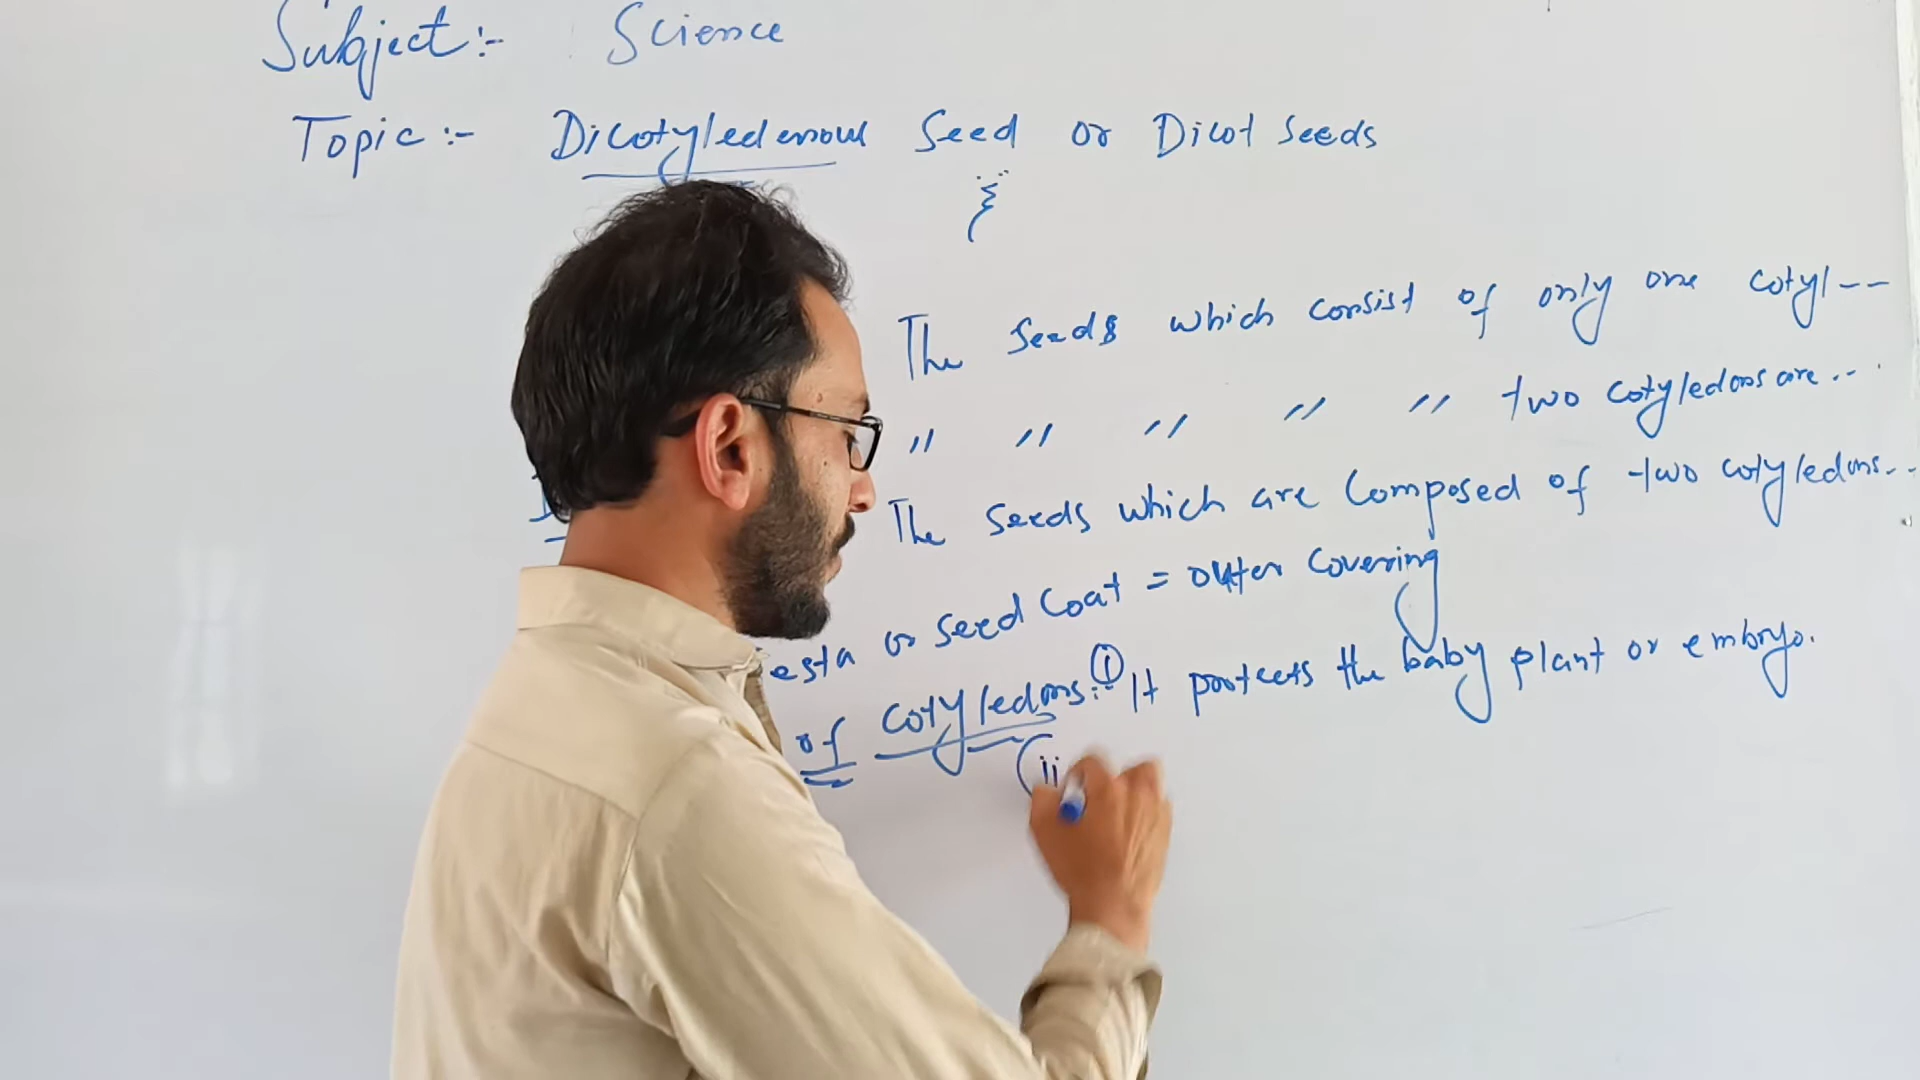 Subject:- Science
Topic:- Dicotyledenous Seed or Dicot Seeds
The Seeds which consist of only one cotyl--
" " " " " two cotyledons are..
The Seeds which are Composed of two cotyledons..
esta or Seed Coat = outer Covering
of Cotyledons:- (i) It protects the baby plant or embryo.
(ii